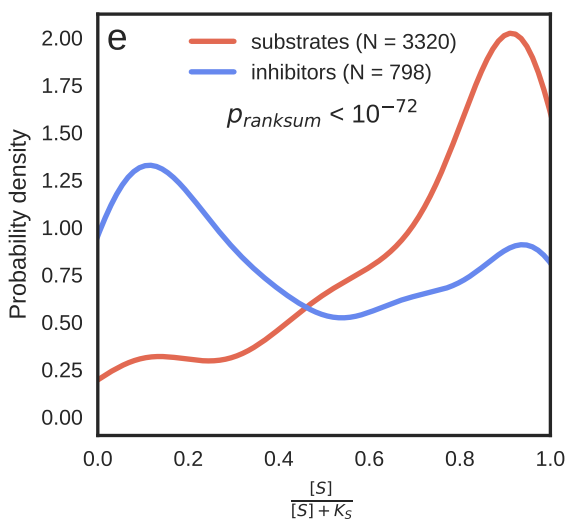 e
substrates (N = 3320)
inhibitors (N = 798)
p_ranksum < 10^−72
Probability density
2.00
1.75
1.50
1.25
1.00
0.75
0.50
0.25
0.00
0.0 0.2 0.4 0.6 0.8 1.0
[S]
[S] + K_S